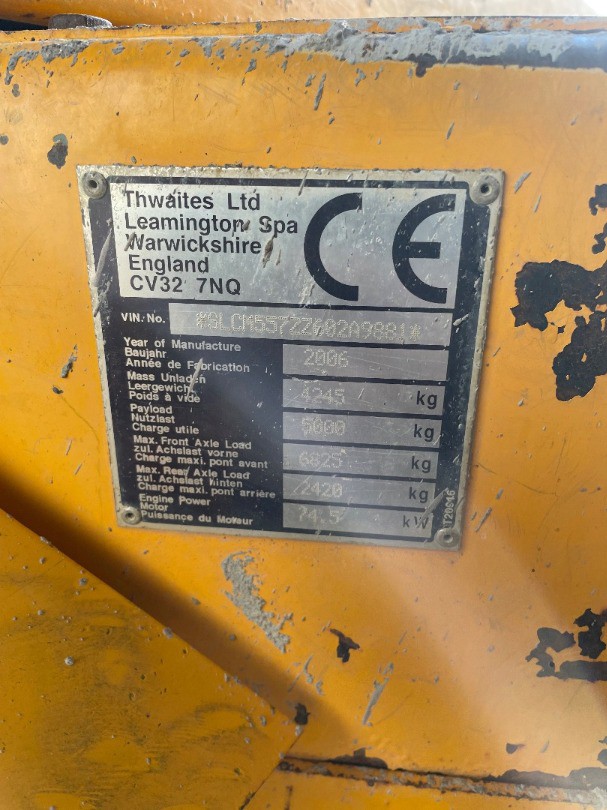 Thwaites Ltd
Leamington Spa
Warwickshire
England
CV32 7NQ
CE
VIN. No.
Year of Manufacture
Baujahr
Année de Fabrication
2006
Mass Unladen
Leergewicht
Poids à vide
4245 kg
Payload
Nutzlast
Charge utile
5000 kg
Max. Front Axle Load
zul. Achslast vorne
Charge maxi. pont avant
6825 kg
Max. Rear Axle Load
zul. Achslast hinten
Charge maxi. pont arrière
2420 kg
Engine Power
Motor
Puissance du Moteur
74.5 kW